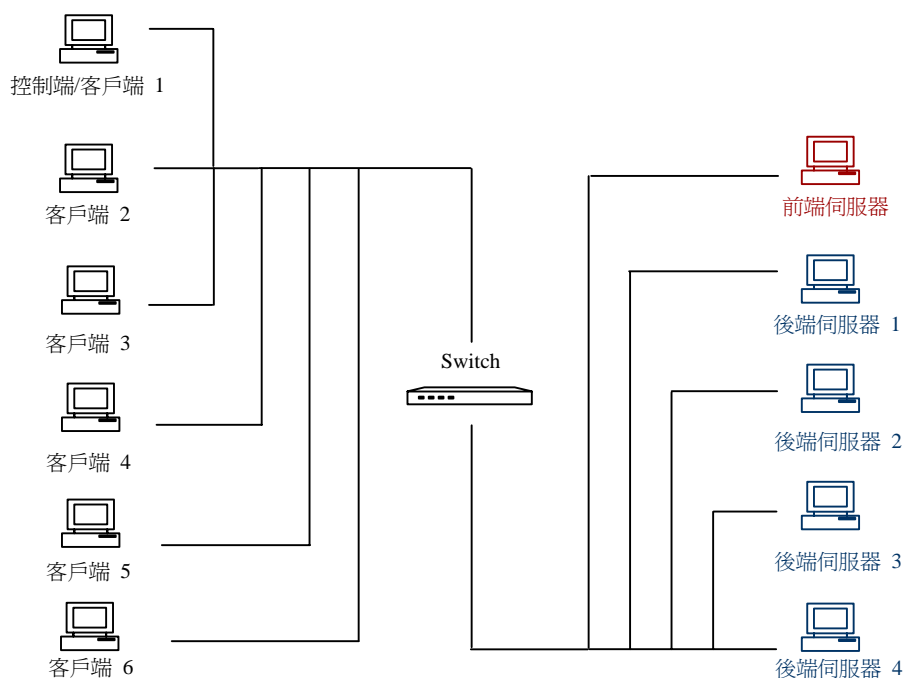 控制端/客戶端 1
客戶端 2
客戶端 3
客戶端 4
客戶端 5
客戶端 6
Switch
前端伺服器
後端伺服器 1
後端伺服器 2
後端伺服器 3
後端伺服器 4